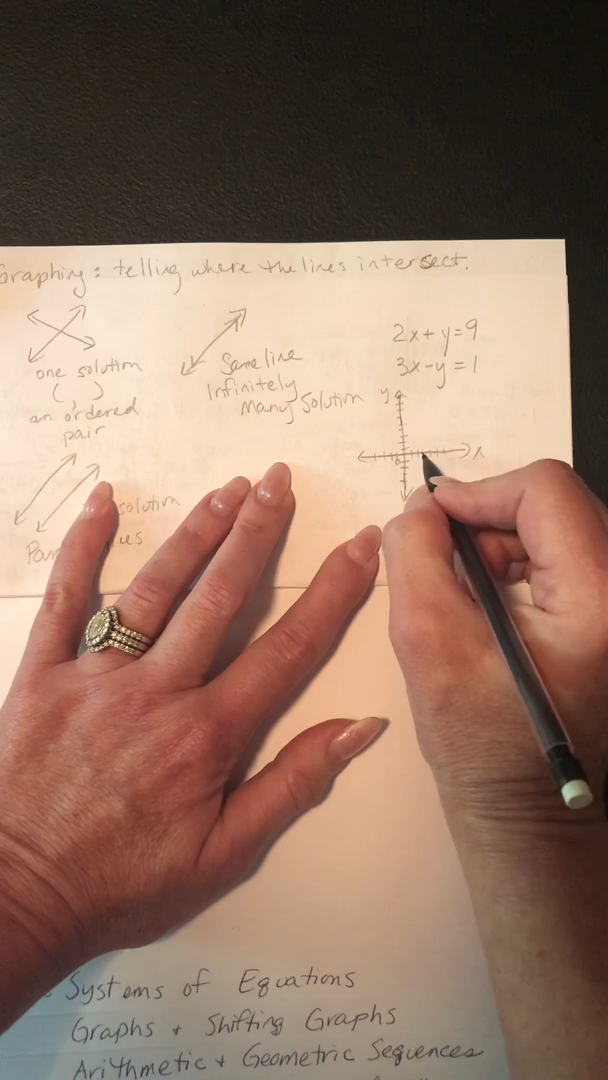 Graphing: telling where the lines intersect.
one solution
( , )
an ordered
pair
Same line
Infinitely
Many Solution
2x+y=9
3x-y=1
y
x
solution
Systems of Equations
Graphs + Shifting Graphs
Arithmetic + Geometric Sequences